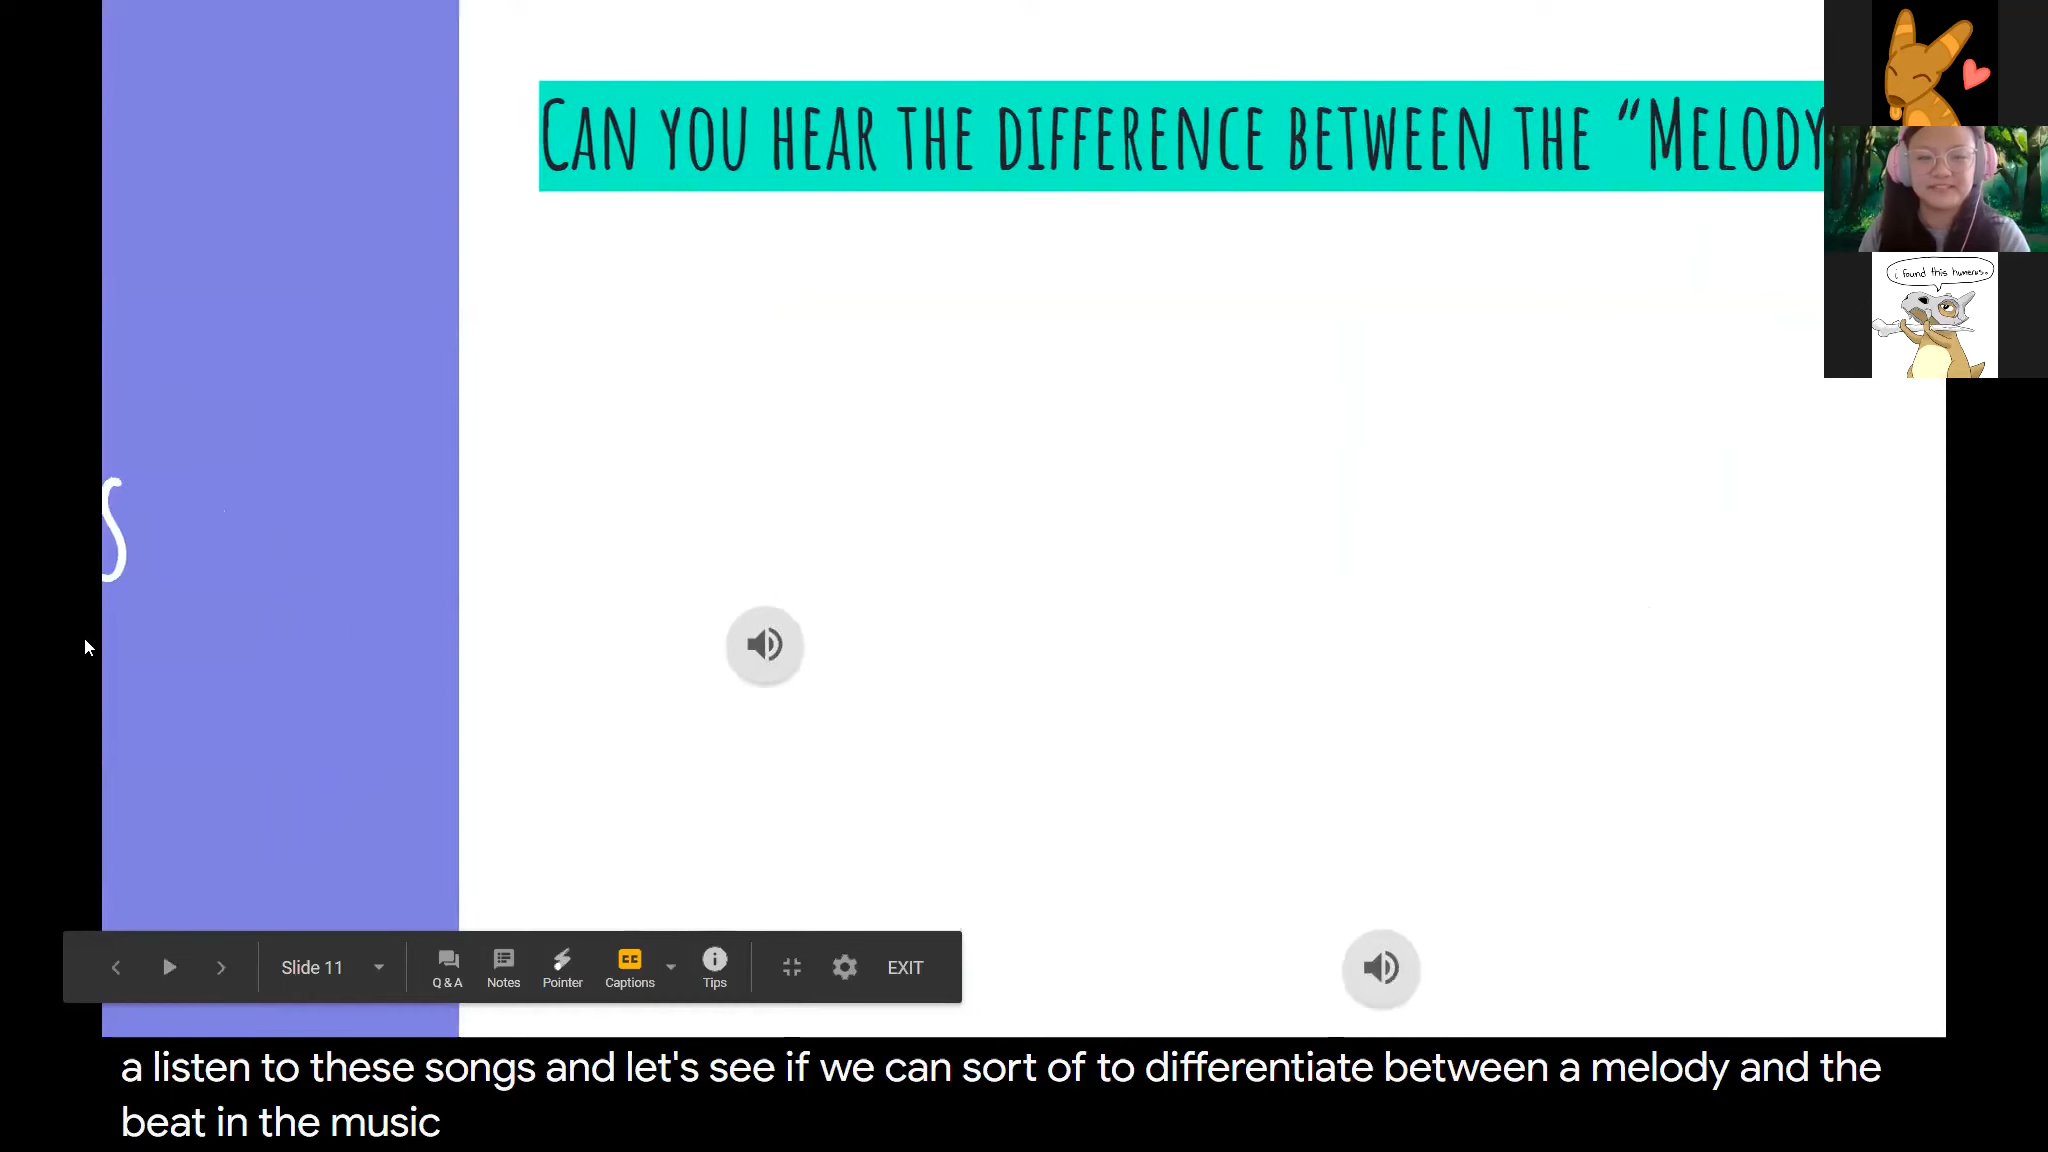 CAN YOU HEAR THE DIFFERENCE BETWEEN THE “MELODY
i found this humerus.
S
Slide 11
Q & A
Notes
Pointer
CC
Captions
Tips
EXIT
a listen to these songs and let's see if we can sort of to differentiate between a melody and the
beat in the music